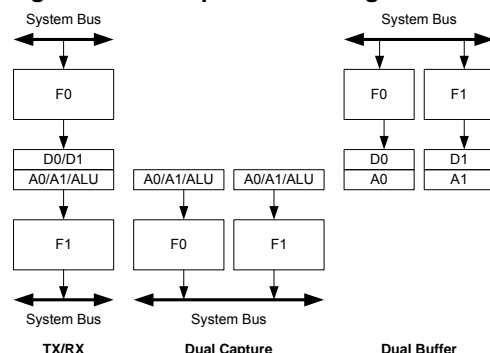 System Bus
System Bus
F0
F0
F1
D0/D1
A0/A1/ALU
A0/A1/ALU
A0/A1/ALU
D0
D1
A0
A1
F1
F0
F1
System Bus
System Bus
TX/RX
Dual Capture
Dual Buffer